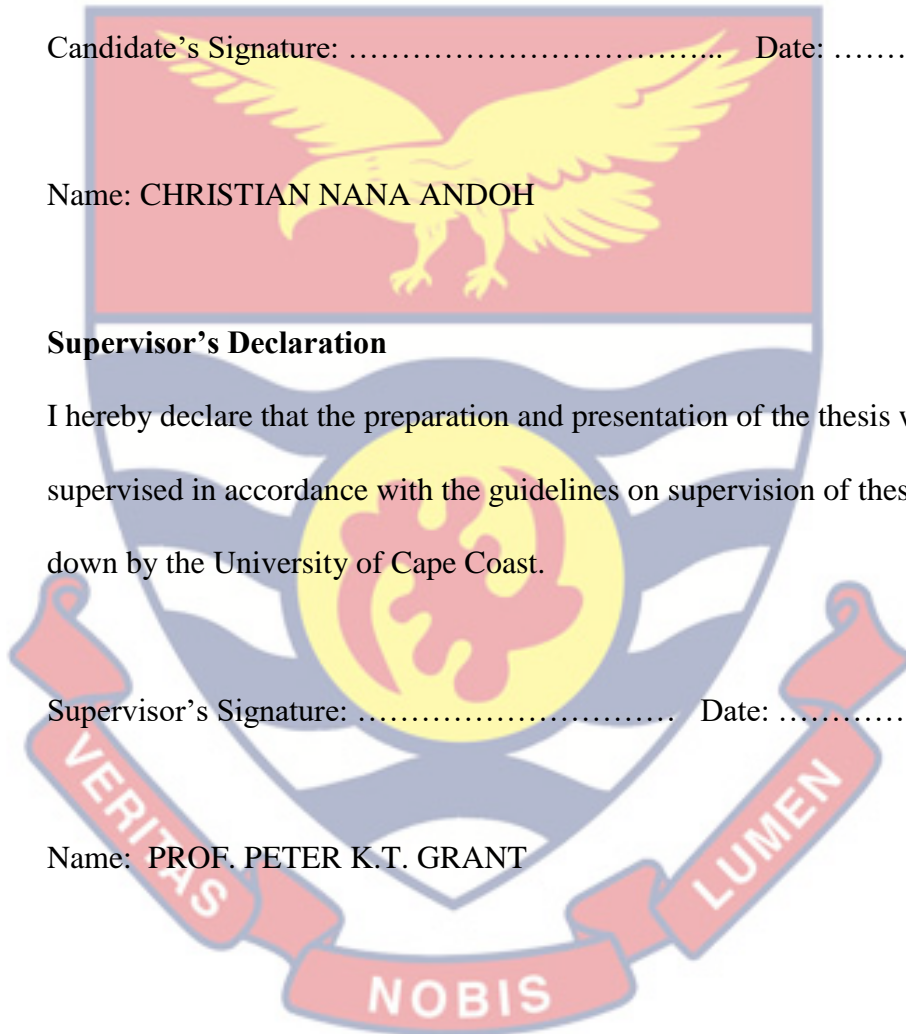 Candidate’s Signature: ……………………………... Date: …….
Name: CHRISTIAN NANA ANDOH
Supervisor’s Declaration
I hereby declare that the preparation and presentation of the thesis
supervised in accordance with the guidelines on supervision of
down by the University of Cape Coast.
Supervisor’s Signature: ………………………… Date: …………
Name: PROF. PETER K.T. GRANT
VERITAS
NOBIS
LUMEN